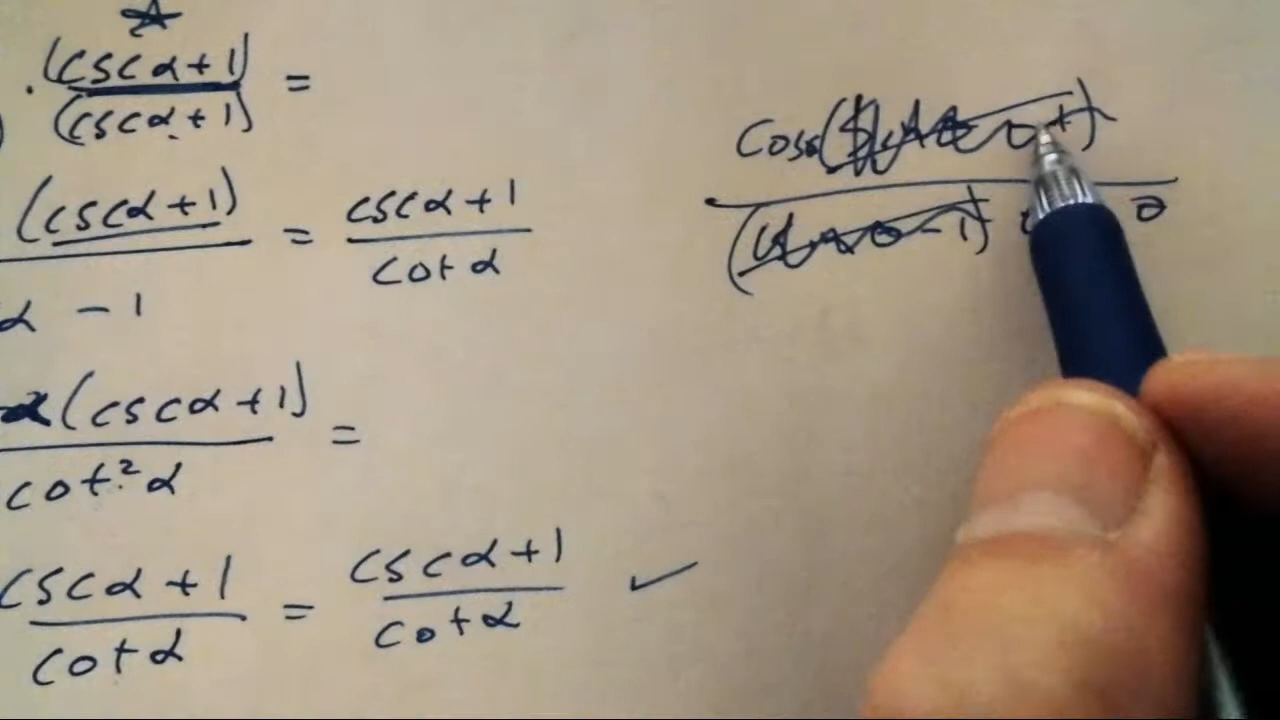 . (cscα+1) =
(cscα+1)
(cscα+1) = cscα+1
α - 1 cotα
α(cscα+1) =
cot²α
cscα+1 = cscα+1 ✓
cotα cotα
cos